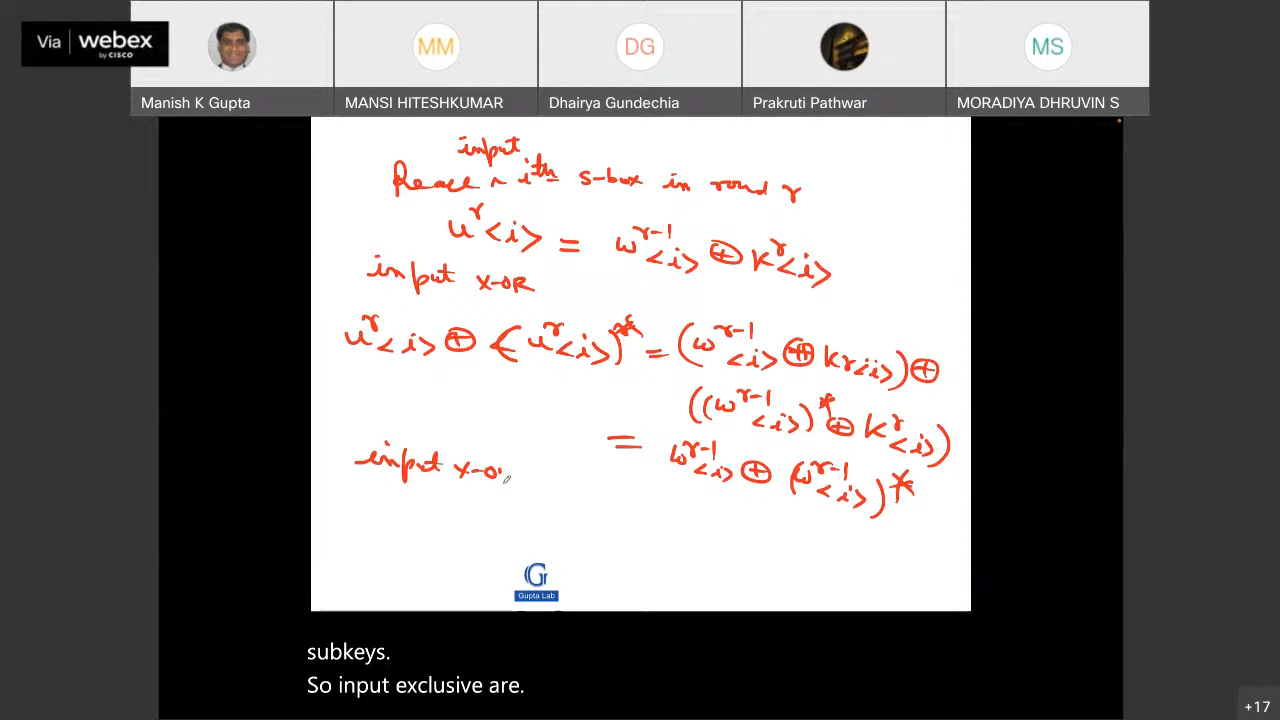 Via webex
by CISCO
MM
DG
MS
Manish K Gupta
MANSI HITESHKUMAR
Dhairya Gundechia
Prakruti Pathwar
MORADIYA DHRUVIN S
input
ith s-box in round r
u^r<i> = w^r-1<i> ⊕ k^r<i>
input x-OR
u^r<i> ⊕ (u^r<i>)* = (w^r-1<i> ⊕ kr<i>) ⊕
((w^r-1<i>)* ⊕ k^r<i>)
= w^r-1<i> ⊕ (w^r-1<i>)*
input x-o
G
Gupta Lab
subkeys.
So input exclusive are.
+17